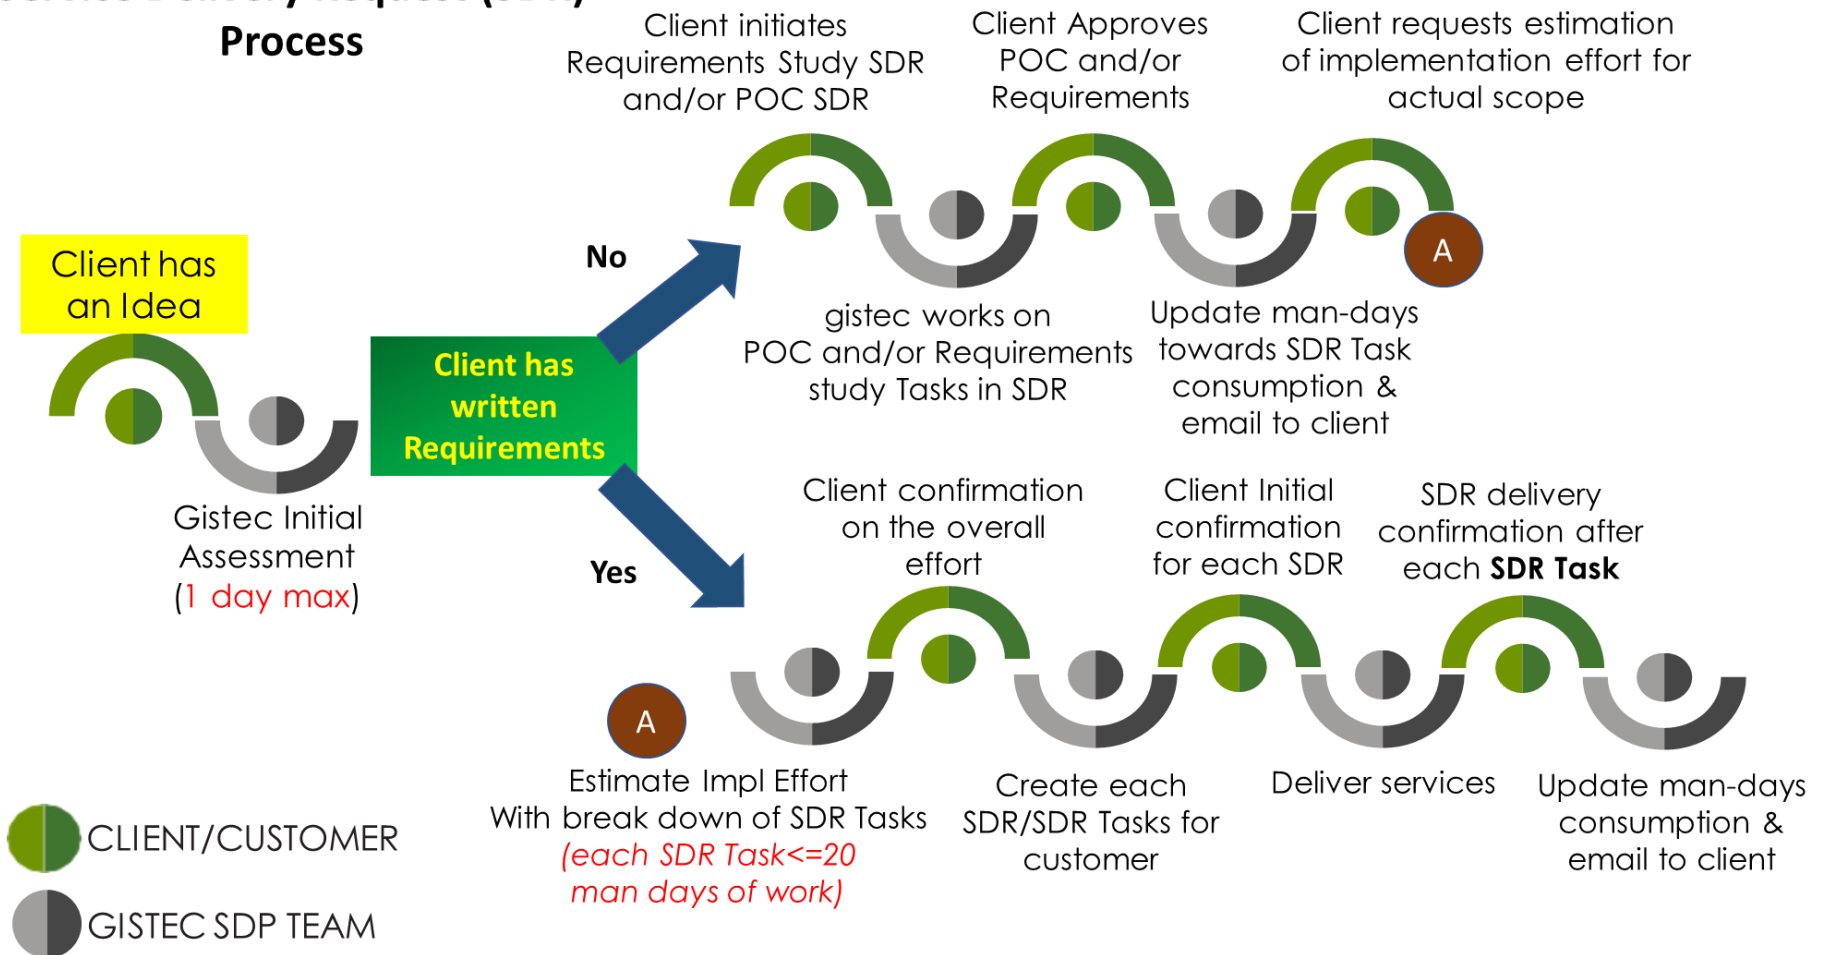 Process
Client initiates
Requirements Study SDR
and/or POC SDR
Client Approves
POC and/or
Requirements
Client requests estimation
of implementation effort for
actual scope
Client has
an Idea
No
A
Client has
written
Requirements
gistec works on
POC and/or Requirements
study Tasks in SDR
Update man-days
towards SDR Task
consumption &
email to client
Gistec Initial
Assessment
(1 day max)
Yes
Client confirmation
on the overall
effort
Client Initial
confirmation
for each SDR
SDR delivery
confirmation after
each SDR Task
A
Estimate Impl Effort
With break down of SDR Tasks
(each SDR Task<=20
man days of work)
Create each
SDR/SDR Tasks for
customer
Deliver services
Update man-days
consumption &
email to client
CLIENT/CUSTOMER
GISTEC SDP TEAM